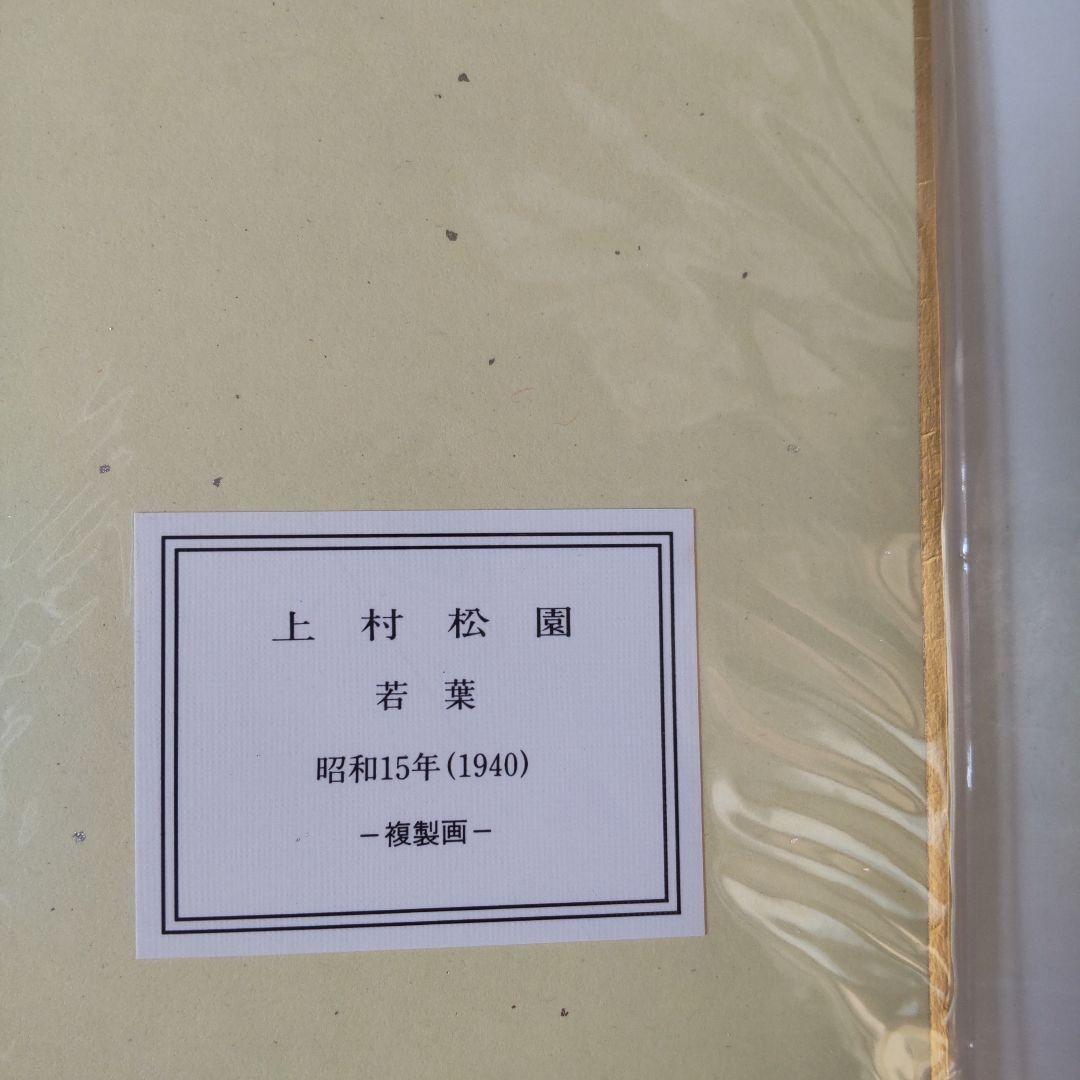 上村松園
若葉
昭和15年(1940)
－複製画－